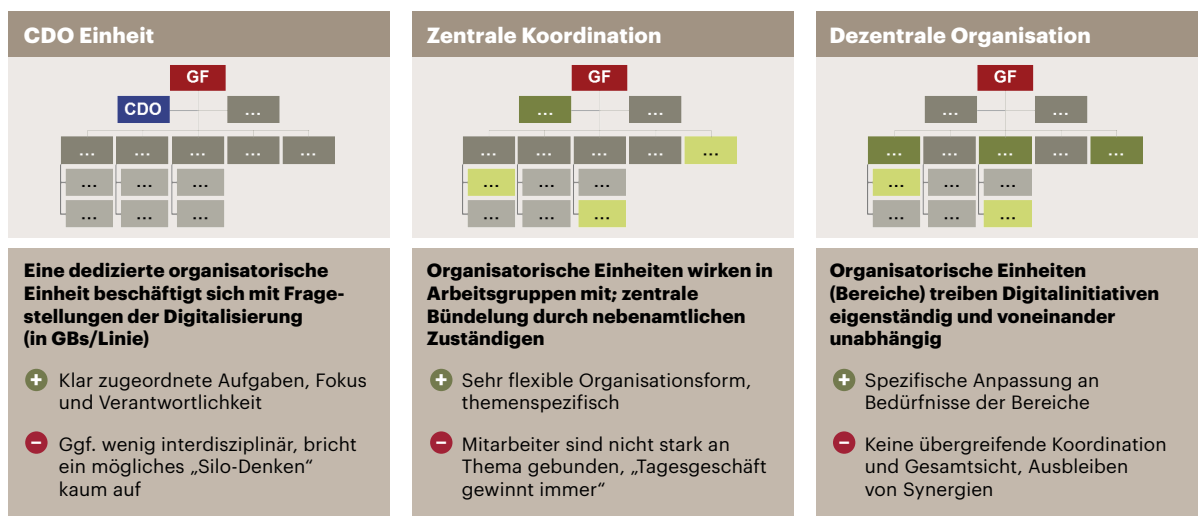 CDO Einheit
GF
CDO
...
... ... ... ... ...
... ... ...
... ... ...
Eine dedizierte organisatorische
Einheit beschäftigt sich mit Frage-
stellungen der Digitalisierung
(in GBs/Linie)
+ Klar zugeordnete Aufgaben, Fokus
und Verantwortlichkeit
− Ggf. wenig interdisziplinär, bricht
ein mögliches „Silo-Denken“
kaum auf
Zentrale Koordination
GF
... ...
... ... ... ... ...
... ... ...
... ... ...
Organisatorische Einheiten wirken in
Arbeitsgruppen mit; zentrale
Bündelung durch nebenamtlichen
Zuständigen
+ Sehr flexible Organisationsform,
themenspezifisch
− Mitarbeiter sind nicht stark an
Thema gebunden, „Tagesgeschäft
gewinnt immer“
Dezentrale Organisation
GF
... ...
... ... ... ... ...
... ... ...
... ... ...
Organisatorische Einheiten
(Bereiche) treiben Digitalinitiativen
eigenständig und voneinander
unabhängig
+ Spezifische Anpassung an
Bedürfnisse der Bereiche
− Keine übergreifende Koordination
und Gesamtsicht, Ausbleiben
von Synergien